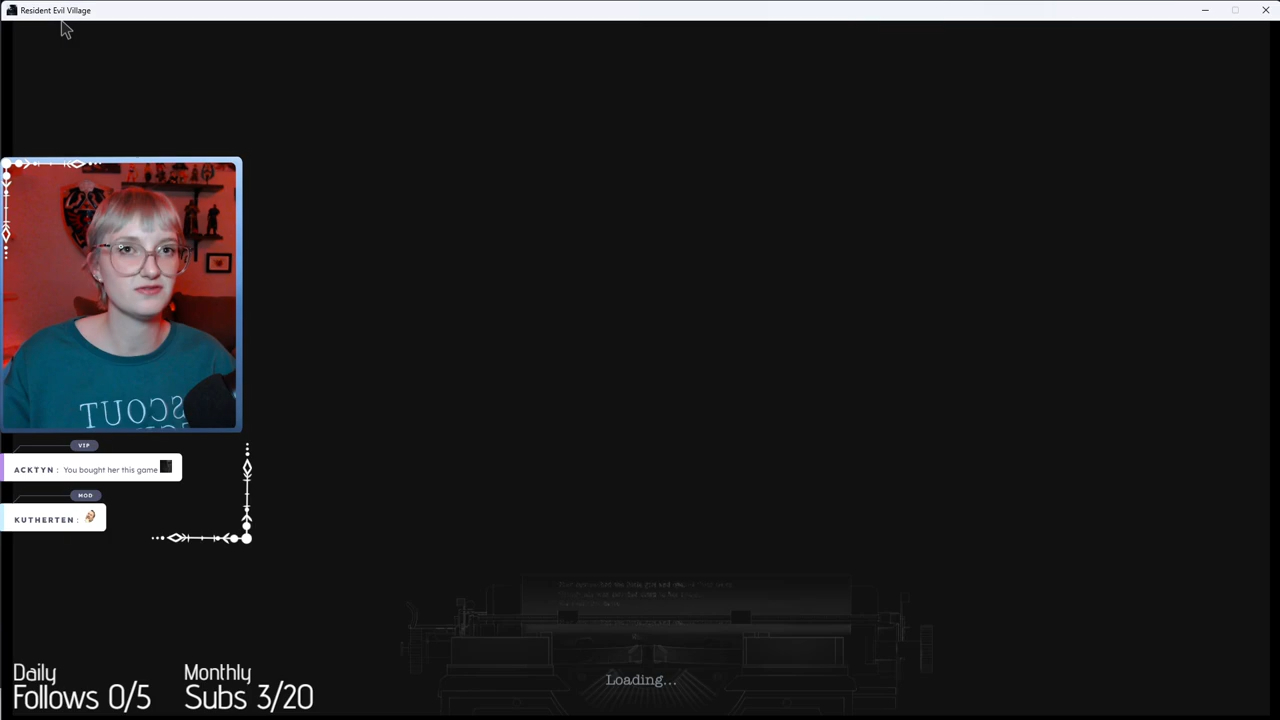 Resident Evil Village
SCOUT
VIP
ACKTYN : You bought her this game
MOD
KUTHERTEN :
Daily
Follows 0/5
Monthly
Subs 3/20
Loading...